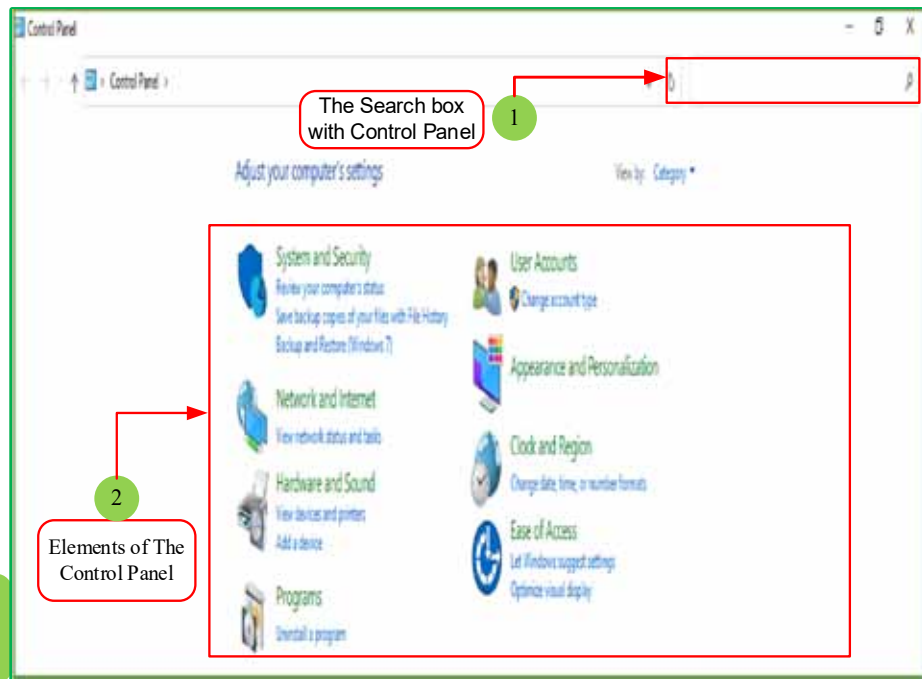 Control Panel
Control Panel
The Search box
with Control Panel
1
Adjust your computer's settings
View by: Category
System and Security
Review your computer's status
Save backup copies of your files with File History
Backup and Restore (Windows 7)
Network and Internet
View network status and tasks
Hardware and Sound
View devices and printers
Add a device
Programs
Uninstall a program
User Accounts
Change account type
Appearance and Personalization
Clock and Region
Change date, time, or number formats
Ease of Access
Let Windows suggest settings
Optimize visual display
2
Elements of The
Control Panel